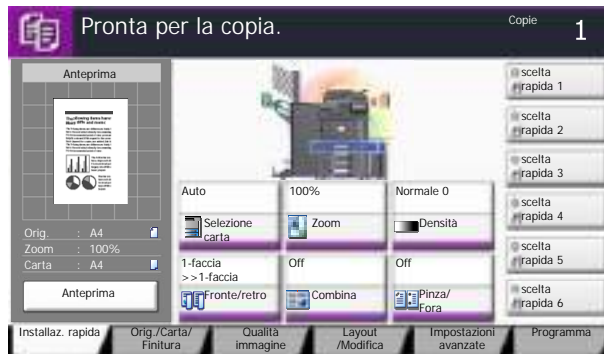 Pronta per la copia.
Copie 1
Anteprima
Orig. : A4
Zoom : 100%
Carta : A4
Anteprima
Auto
Selezione
carta
100%
Zoom
Normale 0
Densità
1-faccia
>>1-faccia
Fronte/retro
Off
Combina
Off
Pinza/
Fora
scelta
rapida 1
scelta
rapida 2
scelta
rapida 3
scelta
rapida 4
scelta
rapida 5
scelta
rapida 6
Installaz. rapida
Orig./Carta/
Finitura
Qualità
immagine
Layout
/Modifica
Impostazioni
avanzate
Programma